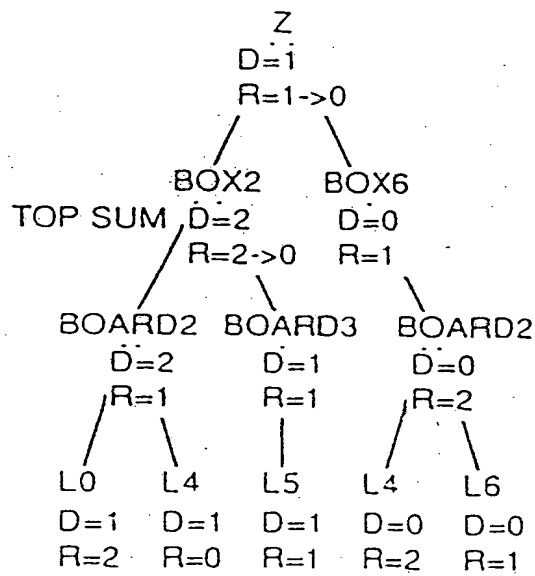 Z
D=1
R=1->0
BOX2 BOX6
TOP SUM D=2 D=0
R=2->0 R=1
BOARD2 BOARD3 BOARD2
D=2 D=1 D=0
R=1 R=1 R=2
L0 L4 L5 L4 L6
D=1 D=1 D=1 D=0 D=0
R=2 R=0 R=1 R=2 R=1